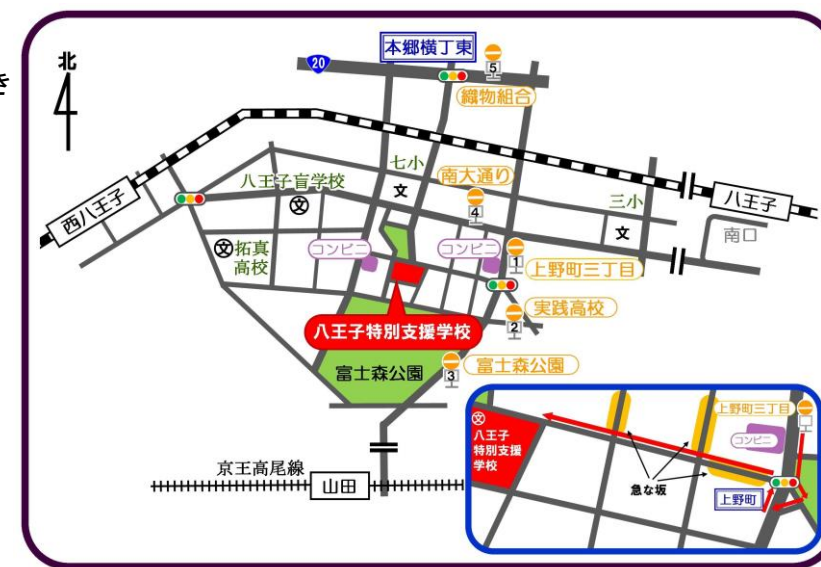 き
北
20
本郷横丁東
5
織物組合
七小
南大通り
八王子盲学校
文
4
三小
八王子
西八王子
文
文
南口
文
拓真
高校
コンビニ
コンビニ
1
上野町三丁目
実践高校
2
八王子特別支援学校
富士森公園
3
富士森公園
京王高尾線
山田
上野町三丁目
文
八王子
特別支援
学校
コンビニ
急な坂
上野町